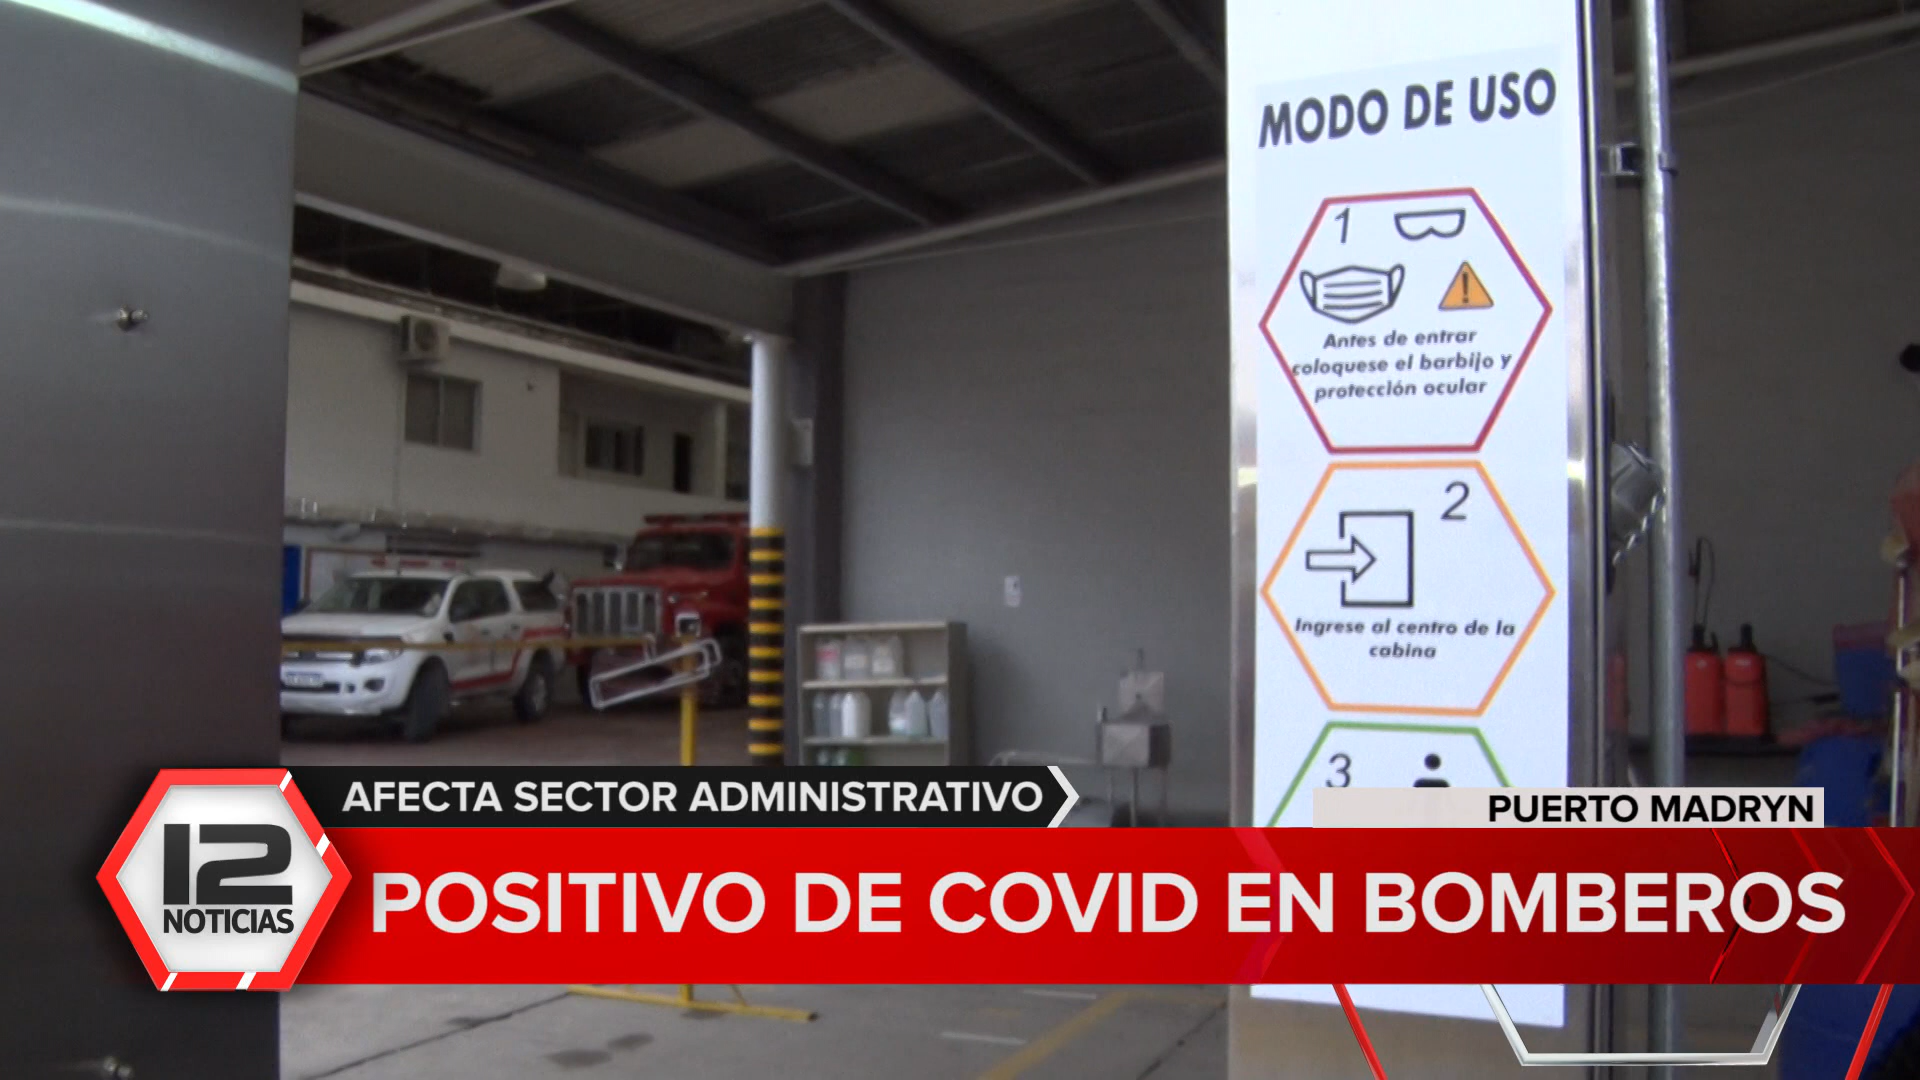 MODO DE USO
1
Antes de entrar
coloquese el barbijo y
protección ocular
2
Ingrese al centro de la
cabina
3
AFECTA SECTOR ADMINISTRATIVO
PUERTO MADRYN
12
NOTICIAS
POSITIVO DE COVID EN BOMBEROS